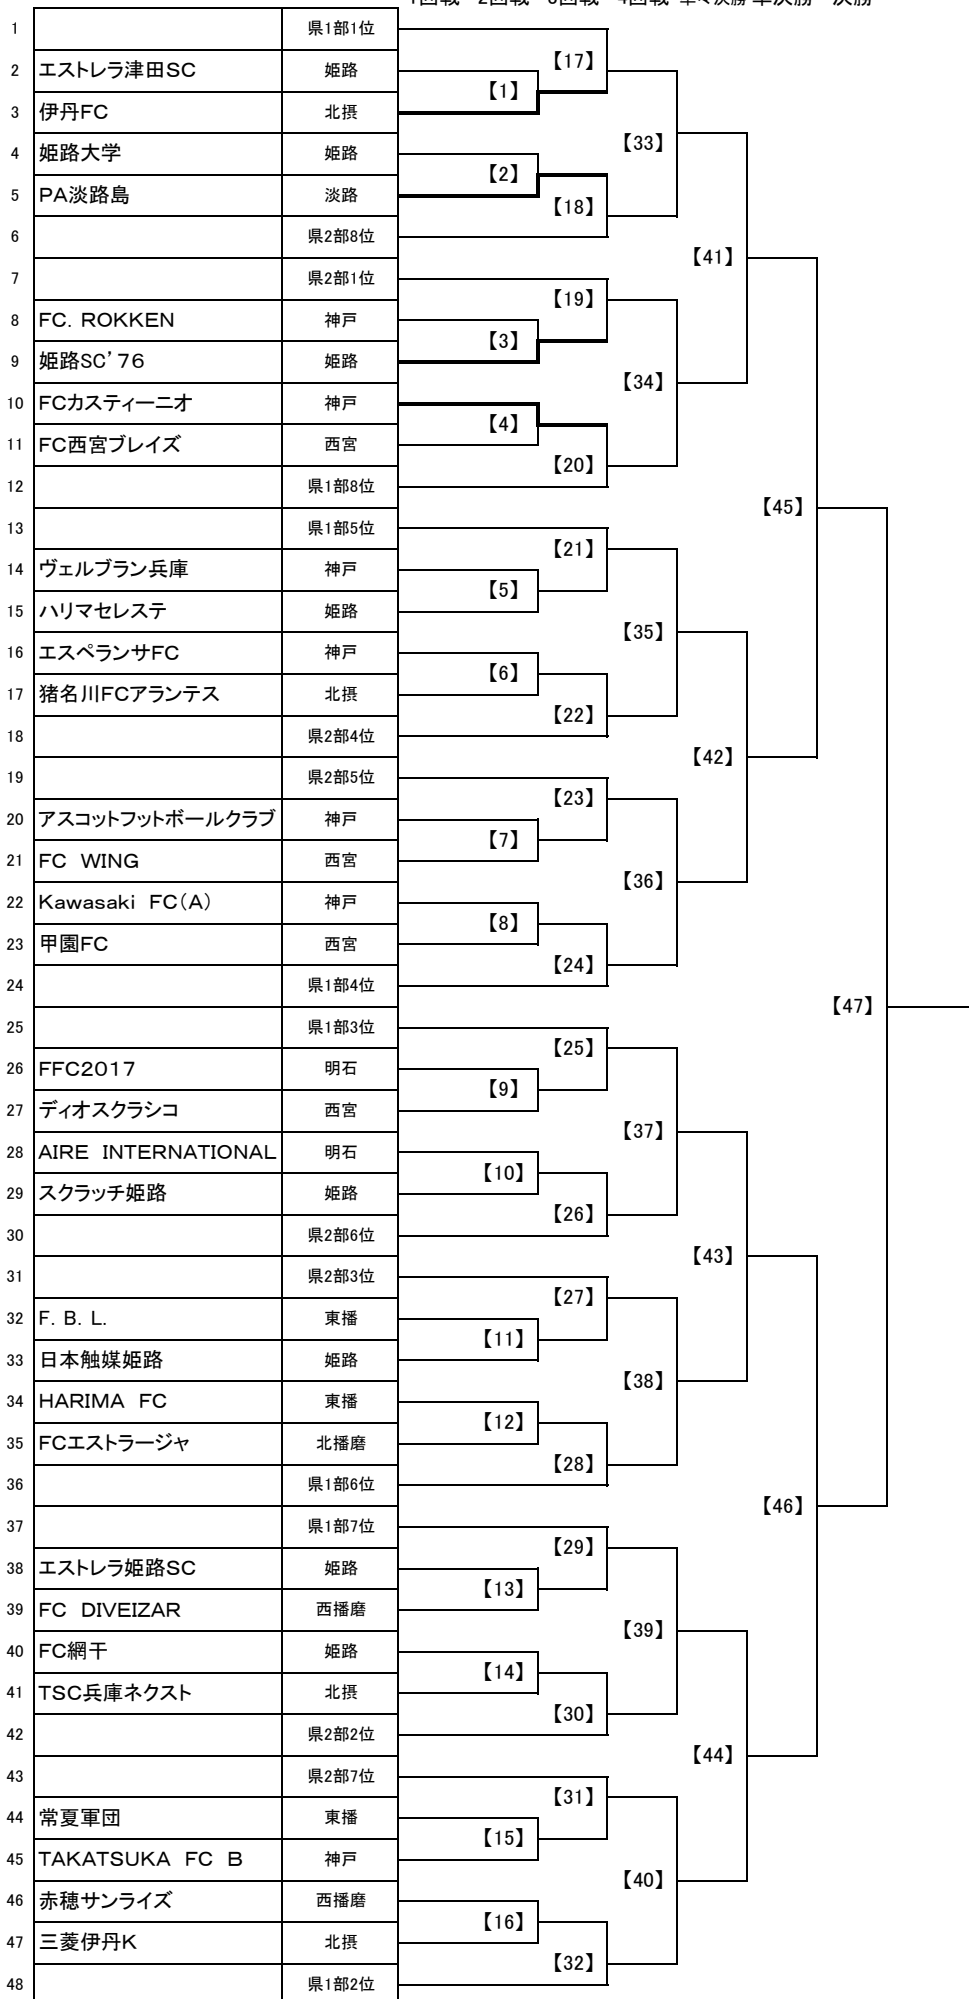 1回戦 2回戦 3回戦 4回戦 準々決勝 準決勝 決勝
1 県1部1位
2 エストレラ津田SC 姫路
3 伊丹FC 北摂
4 姫路大学 姫路
5 PA淡路島 淡路
6 県2部8位
7 県2部1位
8 FC．ROKKEN 神戸
9 姫路SC’76 姫路
10 FCカスティーニオ 神戸
11 FC西宮ブレイズ 西宮
12 県1部8位
13 県1部5位
14 ヴェルブラン兵庫 神戸
15 ハリマセレステ 姫路
16 エスペランサFC 神戸
17 猪名川FCアランテス 北摂
18 県2部4位
19 県2部5位
20 アスコットフットボールクラブ 神戸
21 FC WING 西宮
22 Kawasaki FC(A) 神戸
23 甲園FC 西宮
24 県1部4位
25 県1部3位
26 FFC2017 明石
27 ディオスクラシコ 西宮
28 AIRE INTERNATIONAL 明石
29 スクラッチ姫路 姫路
30 県2部6位
31 県2部3位
32 F．B．L． 東播
33 日本触媒姫路 姫路
34 HARIMA FC 東播
35 FCエストラージャ 北播磨
36 県1部6位
37 県1部7位
38 エストレラ姫路SC 姫路
39 FC DIVEIZAR 西播磨
40 FC網干 姫路
41 TSC兵庫ネクスト 北摂
42 県2部2位
43 県2部7位
44 常夏軍団 東播
45 TAKATSUKA FC B 神戸
46 赤穂サンライズ 西播磨
47 三菱伊丹K 北摂
48 県1部2位
【1】
【2】
【3】
【4】
【5】
【6】
【7】
【8】
【9】
【10】
【11】
【12】
【13】
【14】
【15】
【16】
【17】
【18】
【19】
【20】
【21】
【22】
【23】
【24】
【25】
【26】
【27】
【28】
【29】
【30】
【31】
【32】
【33】
【34】
【35】
【36】
【37】
【38】
【39】
【40】
【41】
【42】
【43】
【44】
【45】
【46】
【47】